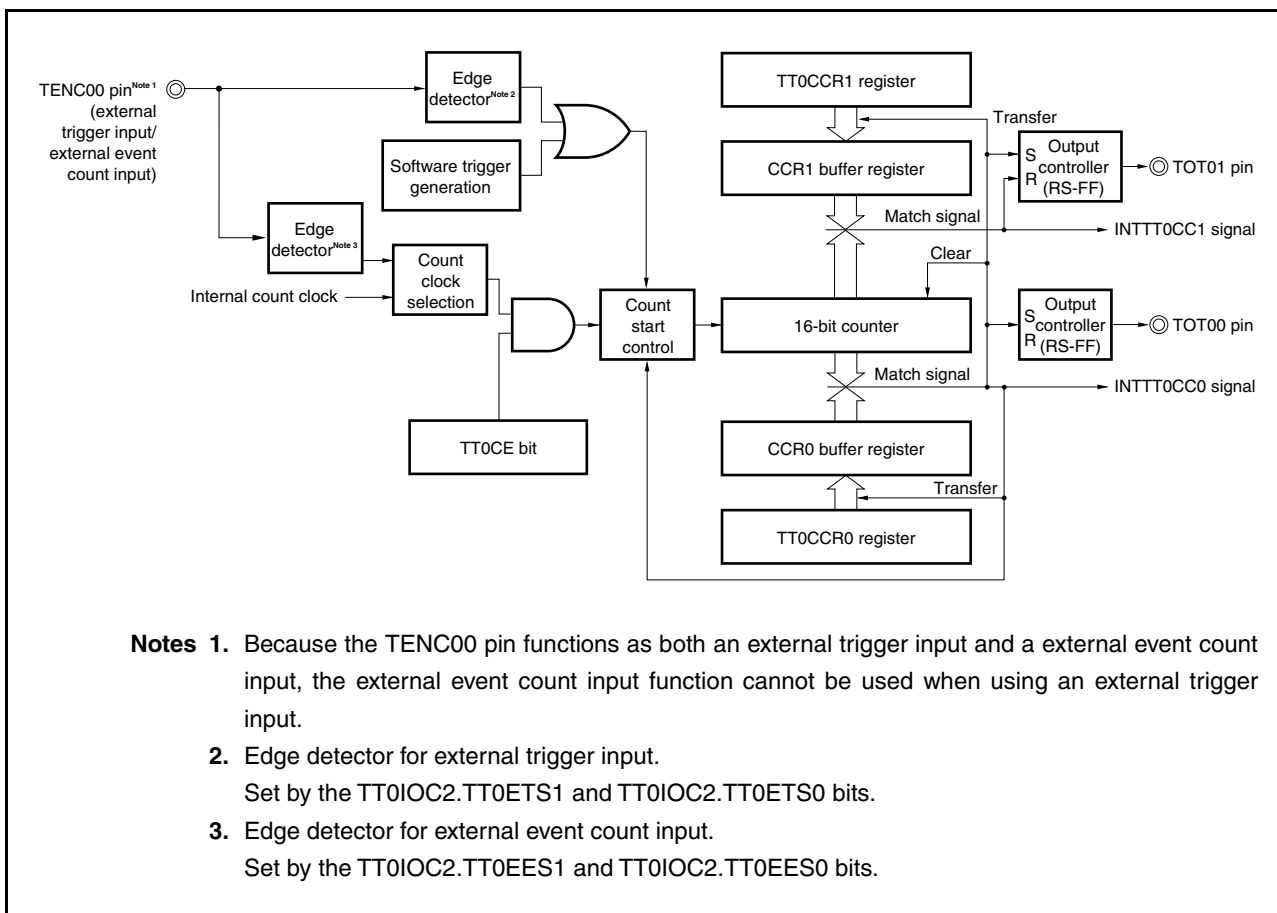 TENC00 pinNote 1
(external
trigger input/
external event
count input)
Edge
detectorNote 2
Software trigger
generation
Edge
detectorNote 3
Count
clock
selection
Internal count clock
TT0CE bit
Count
start
control
TT0CCR1 register
Transfer
CCR1 buffer register
Match signal
Clear
16-bit counter
Match signal
CCR0 buffer register
Transfer
TT0CCR0 register
S
R
Output
controller
(RS-FF)
TOT01 pin
INTTT0CC1 signal
S
R
Output
controller
(RS-FF)
TOT00 pin
INTTT0CC0 signal
Notes 1. Because the TENC00 pin functions as both an external trigger input and a external event count
input, the external event count input function cannot be used when using an external trigger
input.
2. Edge detector for external trigger input.
Set by the TT0IOC2.TT0ETS1 and TT0IOC2.TT0ETS0 bits.
3. Edge detector for external event count input.
Set by the TT0IOC2.TT0EES1 and TT0IOC2.TT0EES0 bits.